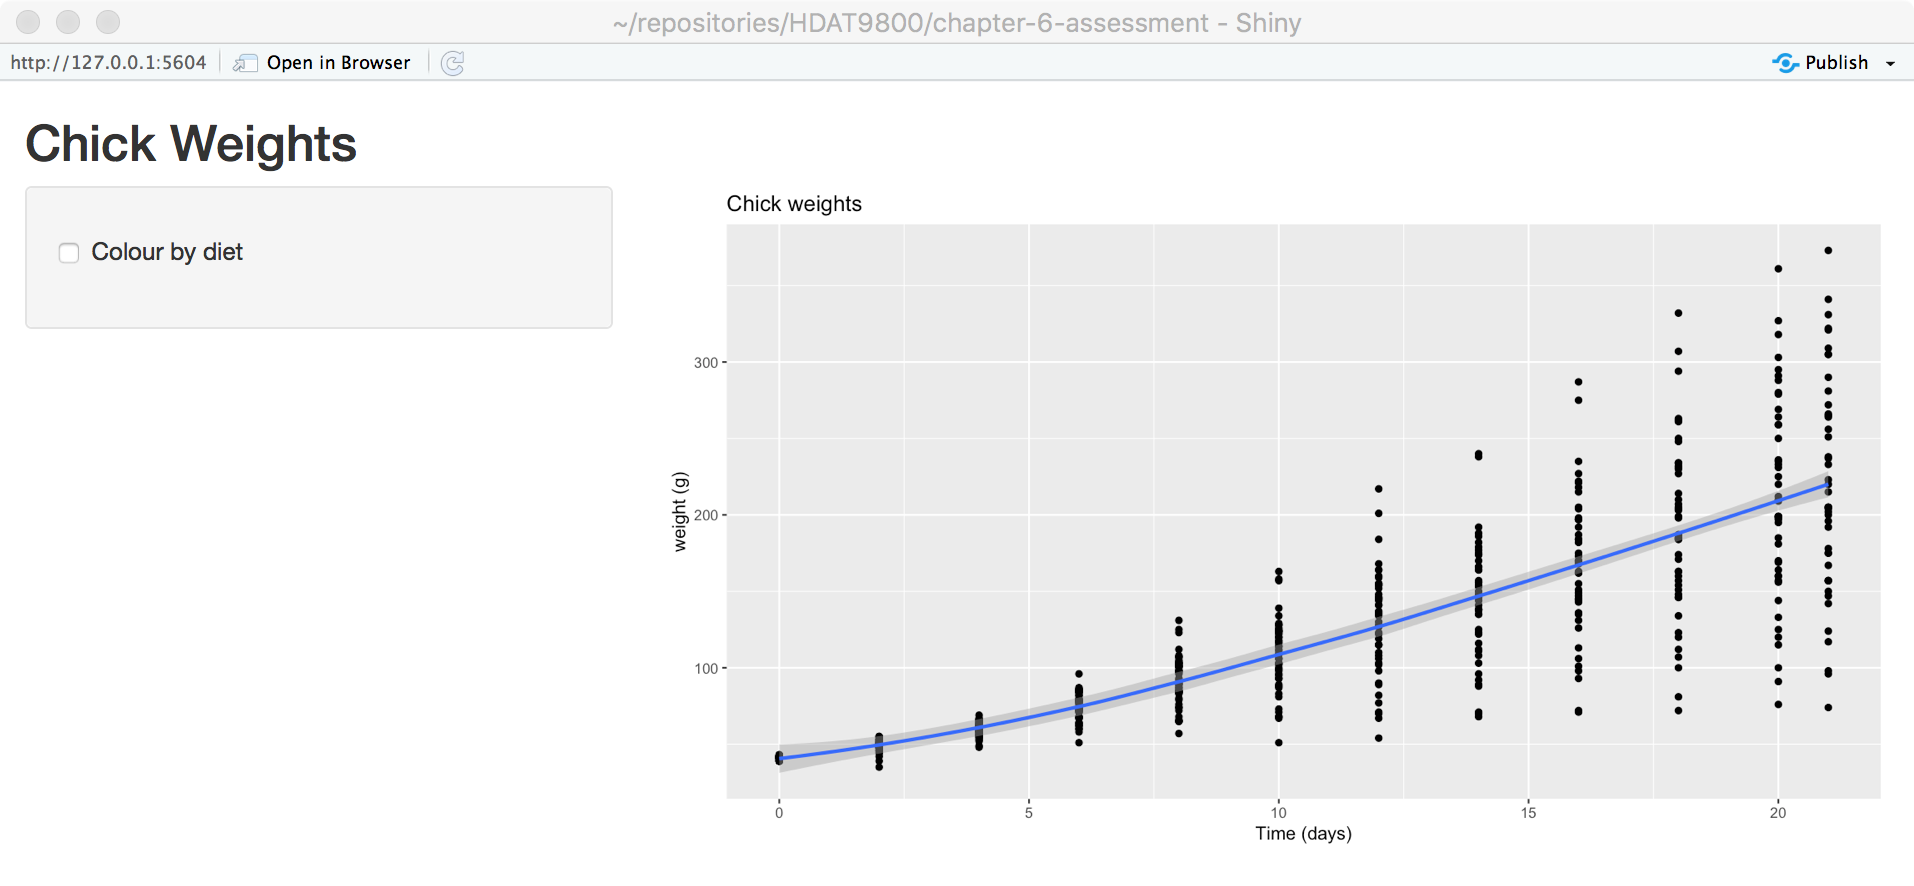 ~/repositories/HDAT9800/chapter-6-assessment - Shiny
http://127.0.0.1:5604 Open in Browser Publish
Chick Weights
Colour by diet
Chick weights
300
200
100
weight (g)
0 5 10 15 20
Time (days)